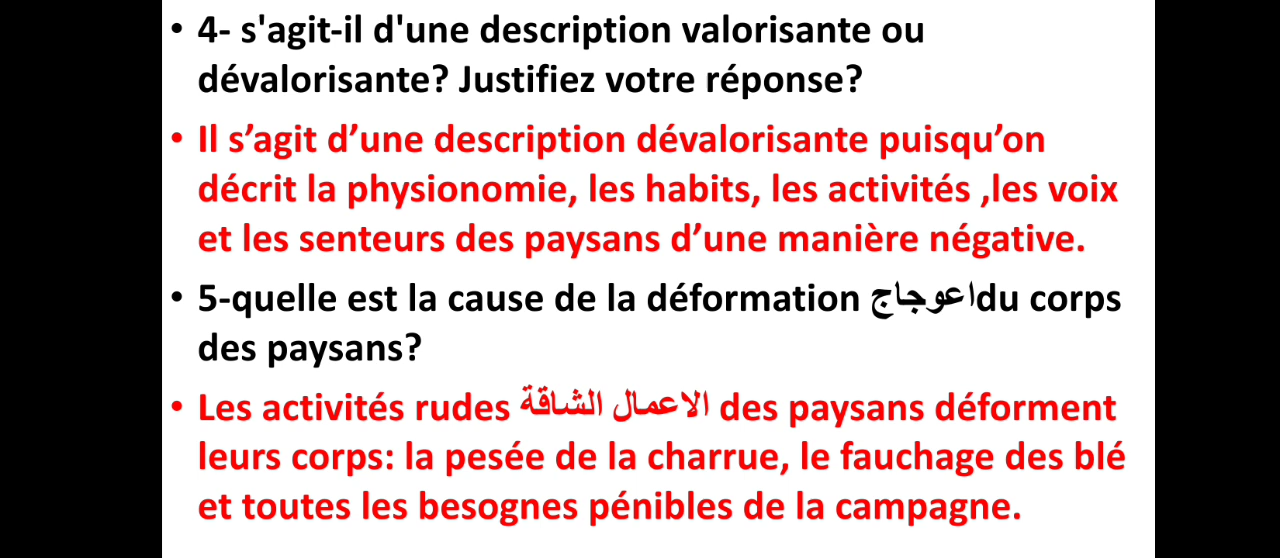 • 4- s'agit-il d'une description valorisante ou
dévalorisante? Justifiez votre réponse?
• Il s’agit d’une description dévalorisante puisqu’on
décrit la physionomie, les habits, les activités ,les voix
et les senteurs des paysans d’une manière négative.
• 5-quelle est la cause de la déformation اعوجاج du corps
des paysans?
• Les activités rudes الاعمال الشاقة des paysans déforment
leurs corps: la pesée de la charrue, le fauchage des blé
et toutes les besognes pénibles de la campagne.